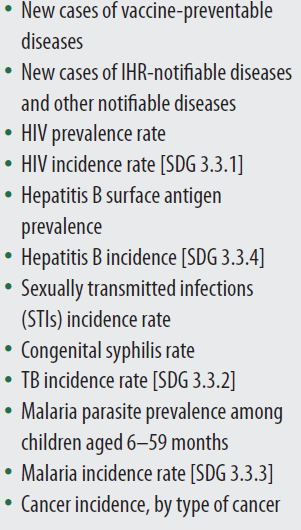 • New cases of vaccine-preventable
diseases
• New cases of IHR-notifiable diseases
and other notifiable diseases
• HIV prevalence rate
• HIV incidence rate [SDG 3.3.1]
• Hepatitis B surface antigen
prevalence
• Hepatitis B incidence [SDG 3.3.4]
• Sexually transmitted infections
(STIs) incidence rate
• Congenital syphilis rate
• TB incidence rate [SDG 3.3.2]
• Malaria parasite prevalence among
children aged 6–59 months
• Malaria incidence rate [SDG 3.3.3]
• Cancer incidence, by type of cancer